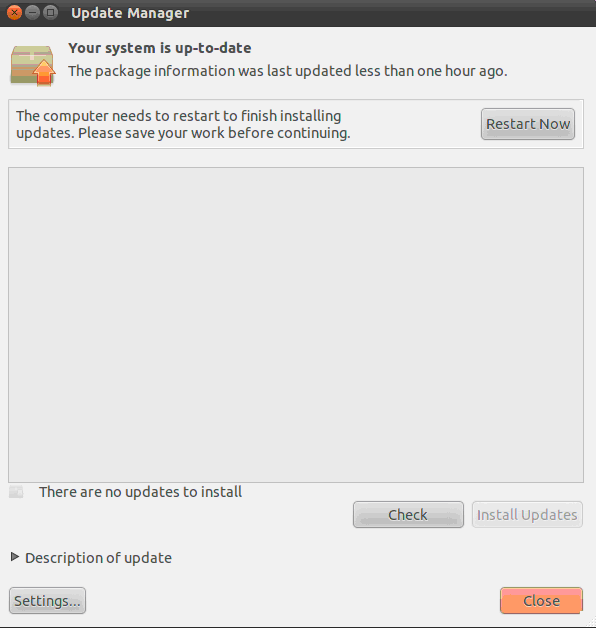 Update Manager
Your system is up-to-date
The package information was last updated less than one hour ago.
The computer needs to restart to finish installing
updates. Please save your work before continuing.
Restart Now
There are no updates to install
Check
Install Updates
Description of update
Settings...
Close